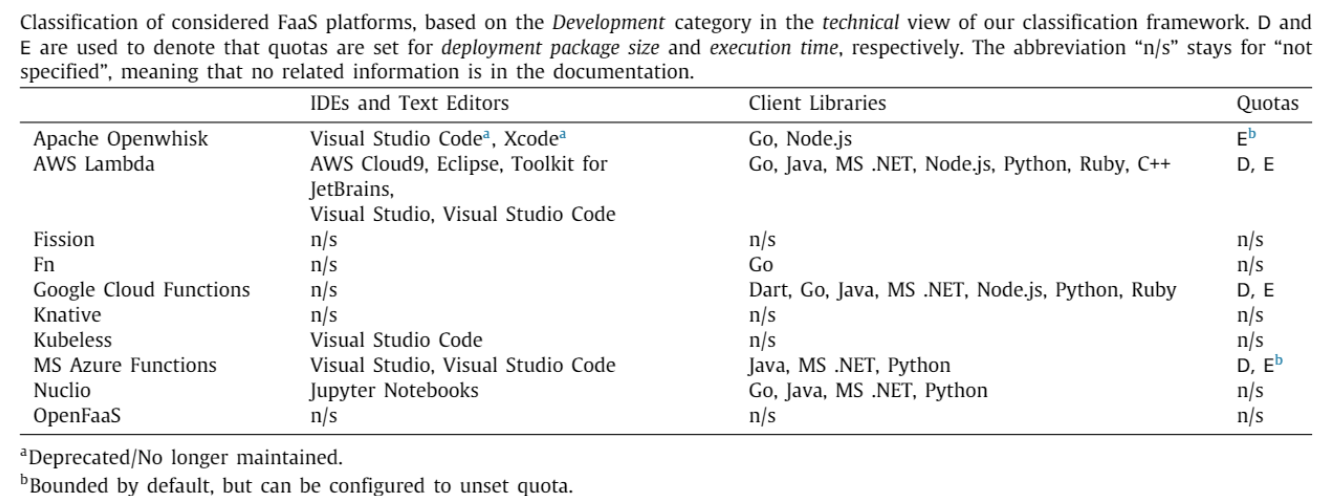 Classification of considered FaaS platforms, based on the Development category in the technical view of our classification framework. D and
E are used to denote that quotas are set for deployment package size and execution time, respectively. The abbreviation “n/s” stays for “not
specified”, meaning that no related information is in the documentation.
IDEs and Text Editors Client Libraries Quotas
Apache Openwhisk Visual Studio Codeᵃ, Xcodeᵃ Go, Node.js Eᵇ
AWS Lambda AWS Cloud9, Eclipse, Toolkit for Go, Java, MS .NET, Node.js, Python, Ruby, C++ D, E
JetBrains,
Visual Studio, Visual Studio Code
Fission n/s n/s n/s
Fn n/s Go n/s
Google Cloud Functions n/s Dart, Go, Java, MS .NET, Node.js, Python, Ruby D, E
Knative n/s n/s n/s
Kubeless Visual Studio Code n/s n/s
MS Azure Functions Visual Studio, Visual Studio Code Java, MS .NET, Python D, Eᵇ
Nuclio Jupyter Notebooks Go, Java, MS .NET, Python n/s
OpenFaaS n/s n/s n/s
ᵃDeprecated/No longer maintained.
ᵇBounded by default, but can be configured to unset quota.